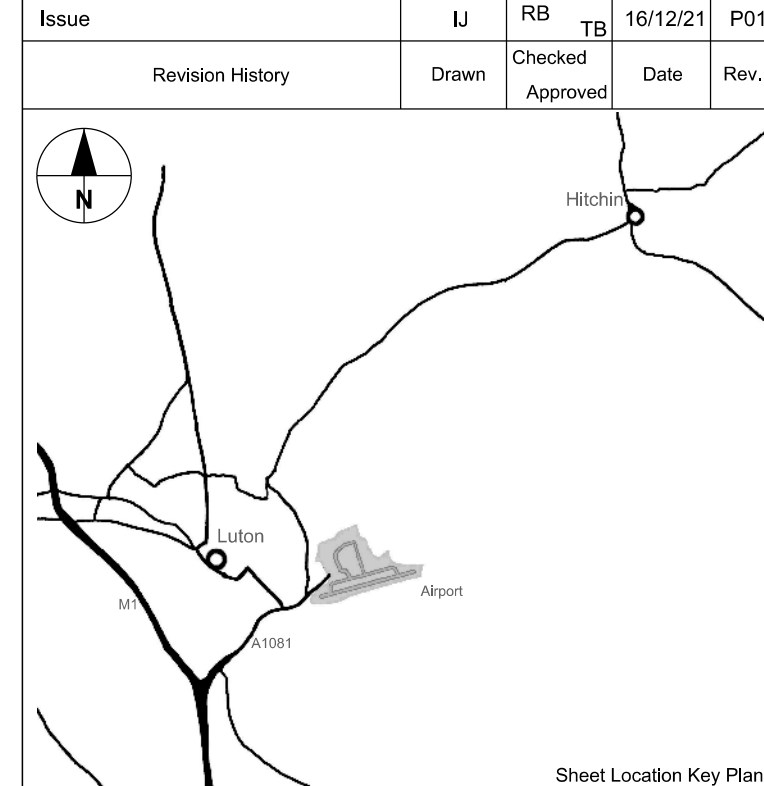 Issue IJ RB TB 16/12/21 P01
Revision History Drawn Checked Approved Date Rev.
N
Hitchin
Luton
Airport
M1
A1081
Sheet Location Key Plan